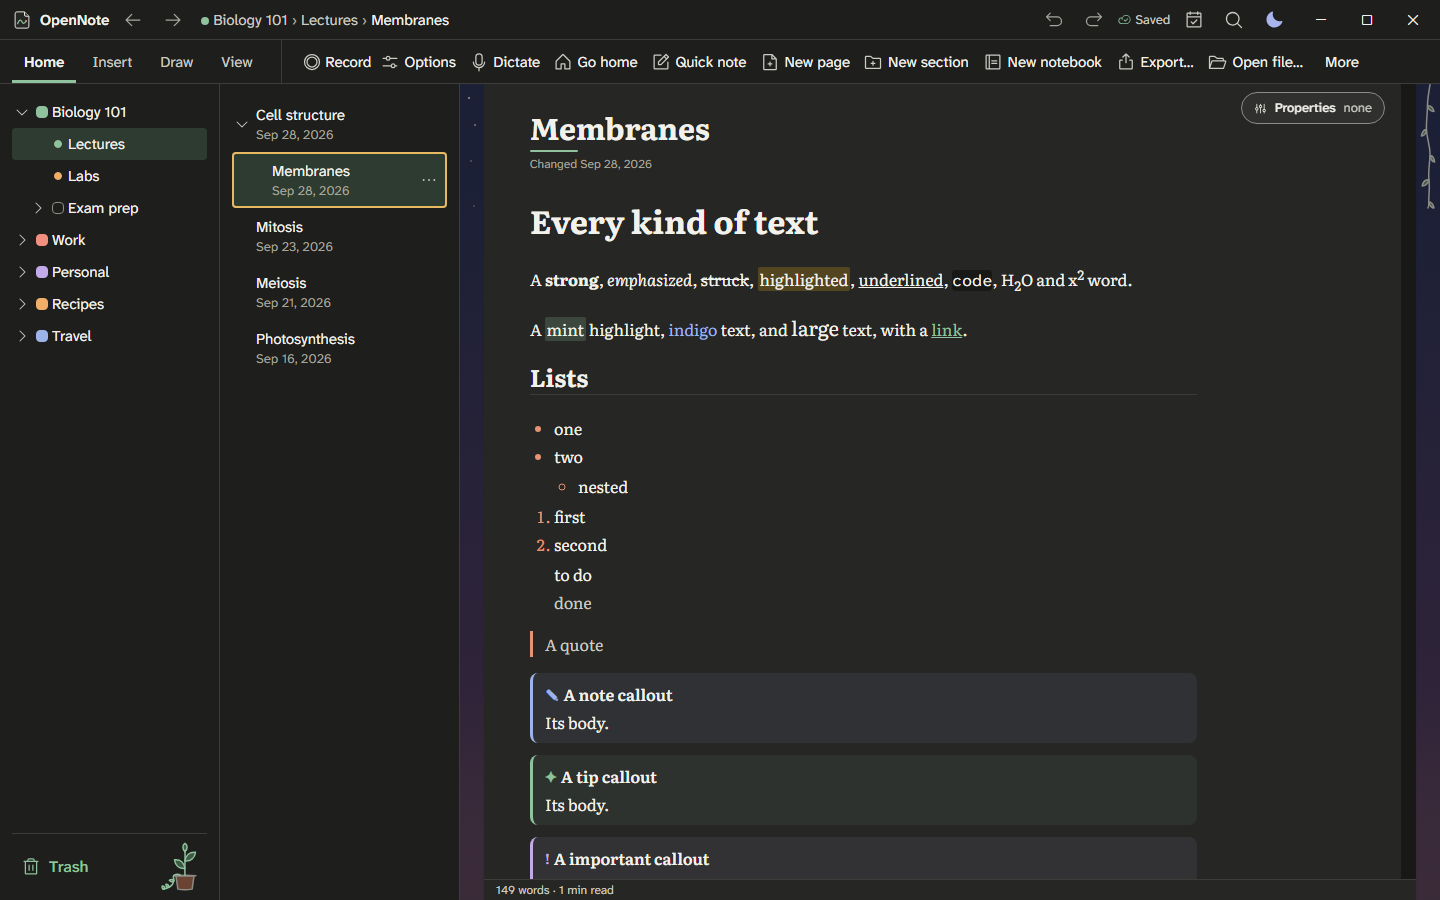 OpenNote
Biology 101 › Lectures › Membranes
Saved
Home Insert Draw View
Record Options Dictate Go home Quick note New page New section New notebook Export... Open file... More
Biology 101
Lectures
Labs
Exam prep
Work
Personal
Recipes
Travel
Trash
Cell structure
Sep 28, 2026
Membranes
Sep 28, 2026
Mitosis
Sep 23, 2026
Meiosis
Sep 21, 2026
Photosynthesis
Sep 16, 2026
Properties none
Membranes
Changed Sep 28, 2026
Every kind of text
A strong, emphasized, struck, highlighted, underlined, code, H2O and x2 word.
A mint highlight, indigo text, and large text, with a link.
Lists
• one
• two
◦ nested
1. first
2. second
to do
done
A quote
A note callout
Its body.
A tip callout
Its body.
! A important callout
149 words · 1 min read